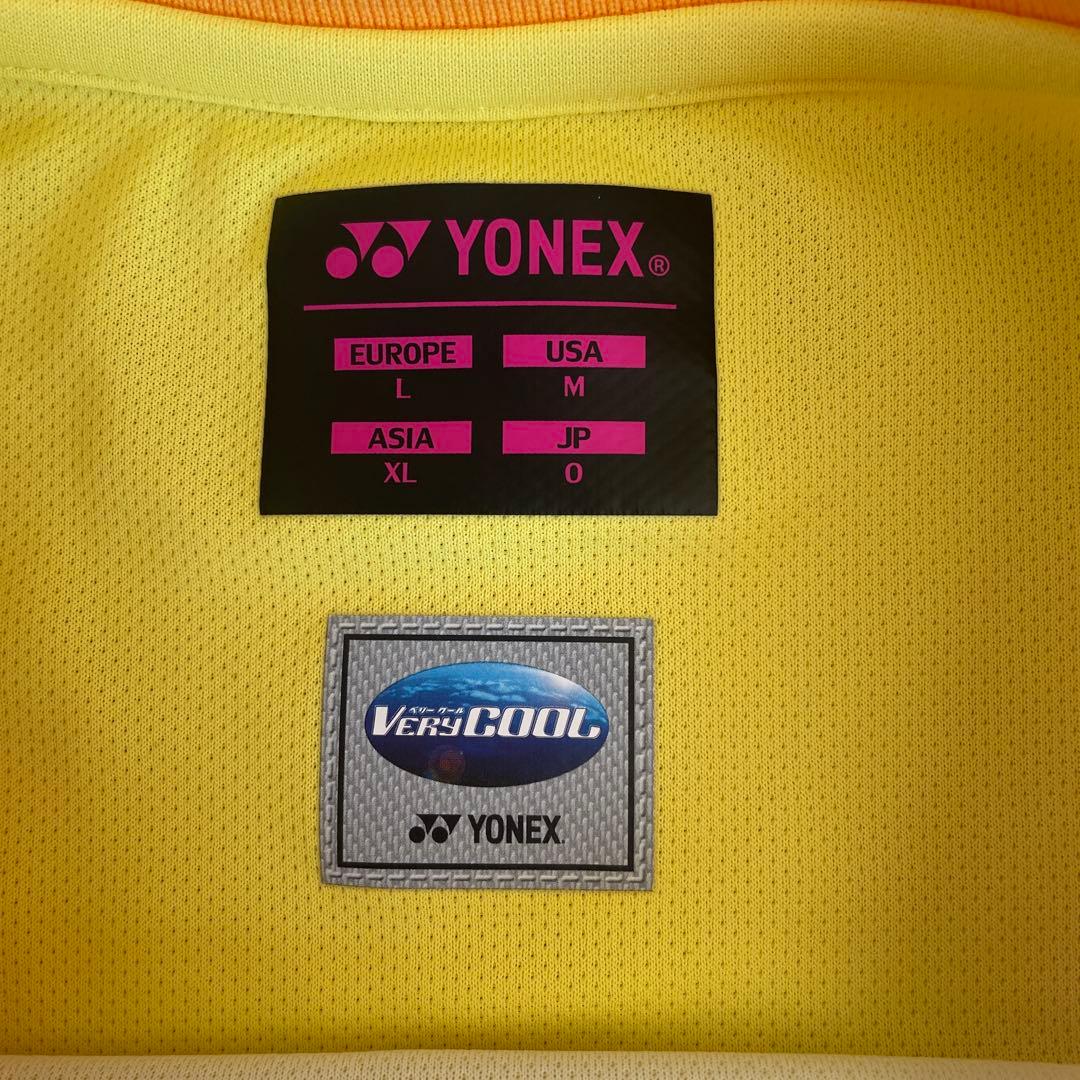 YONEX®
EUROPE USA
L M
ASIA JP
XL O
ベリー クール
VERYCOOL
YONEX